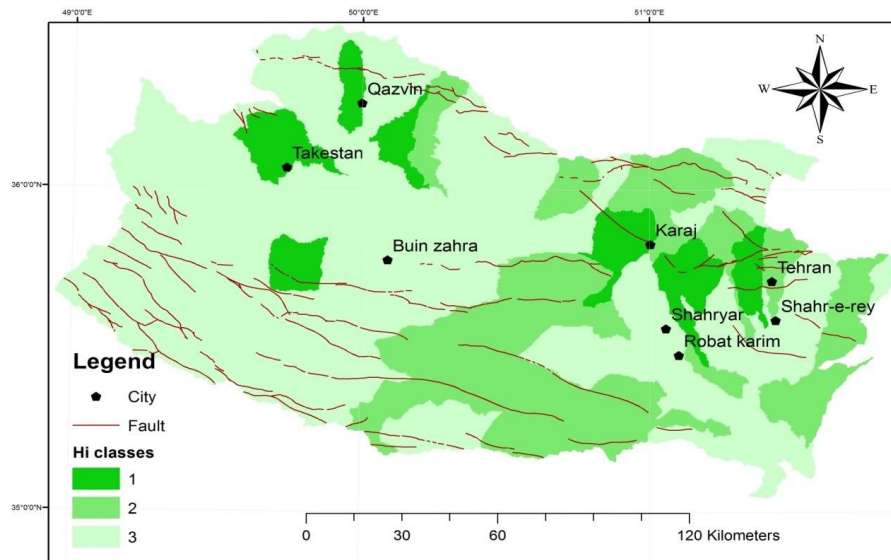 49°0'0"E
50°0'0"E
51°0'0"E
N
W
E
S
Qazvin
Takestan
36°0'0"N
Karaj
Buin zahra
Tehran
Shahryar
Shahr-e-rey
Robat karim
Legend
City
Fault
Hi classes
1
2
3
35°0'0"N
0 30 60 120 Kilometers